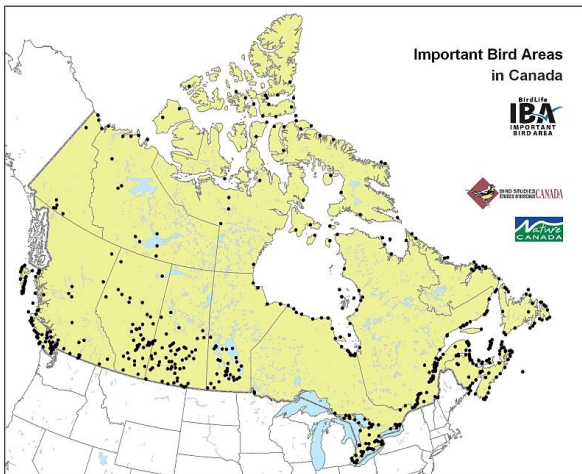 Important Bird Areas
in Canada
BirdLife
IBA
IMPORTANT
BIRD AREA
BIRD STUDIES
ÉTUDES D'OISEAUX CANADA
Nature
CANADA